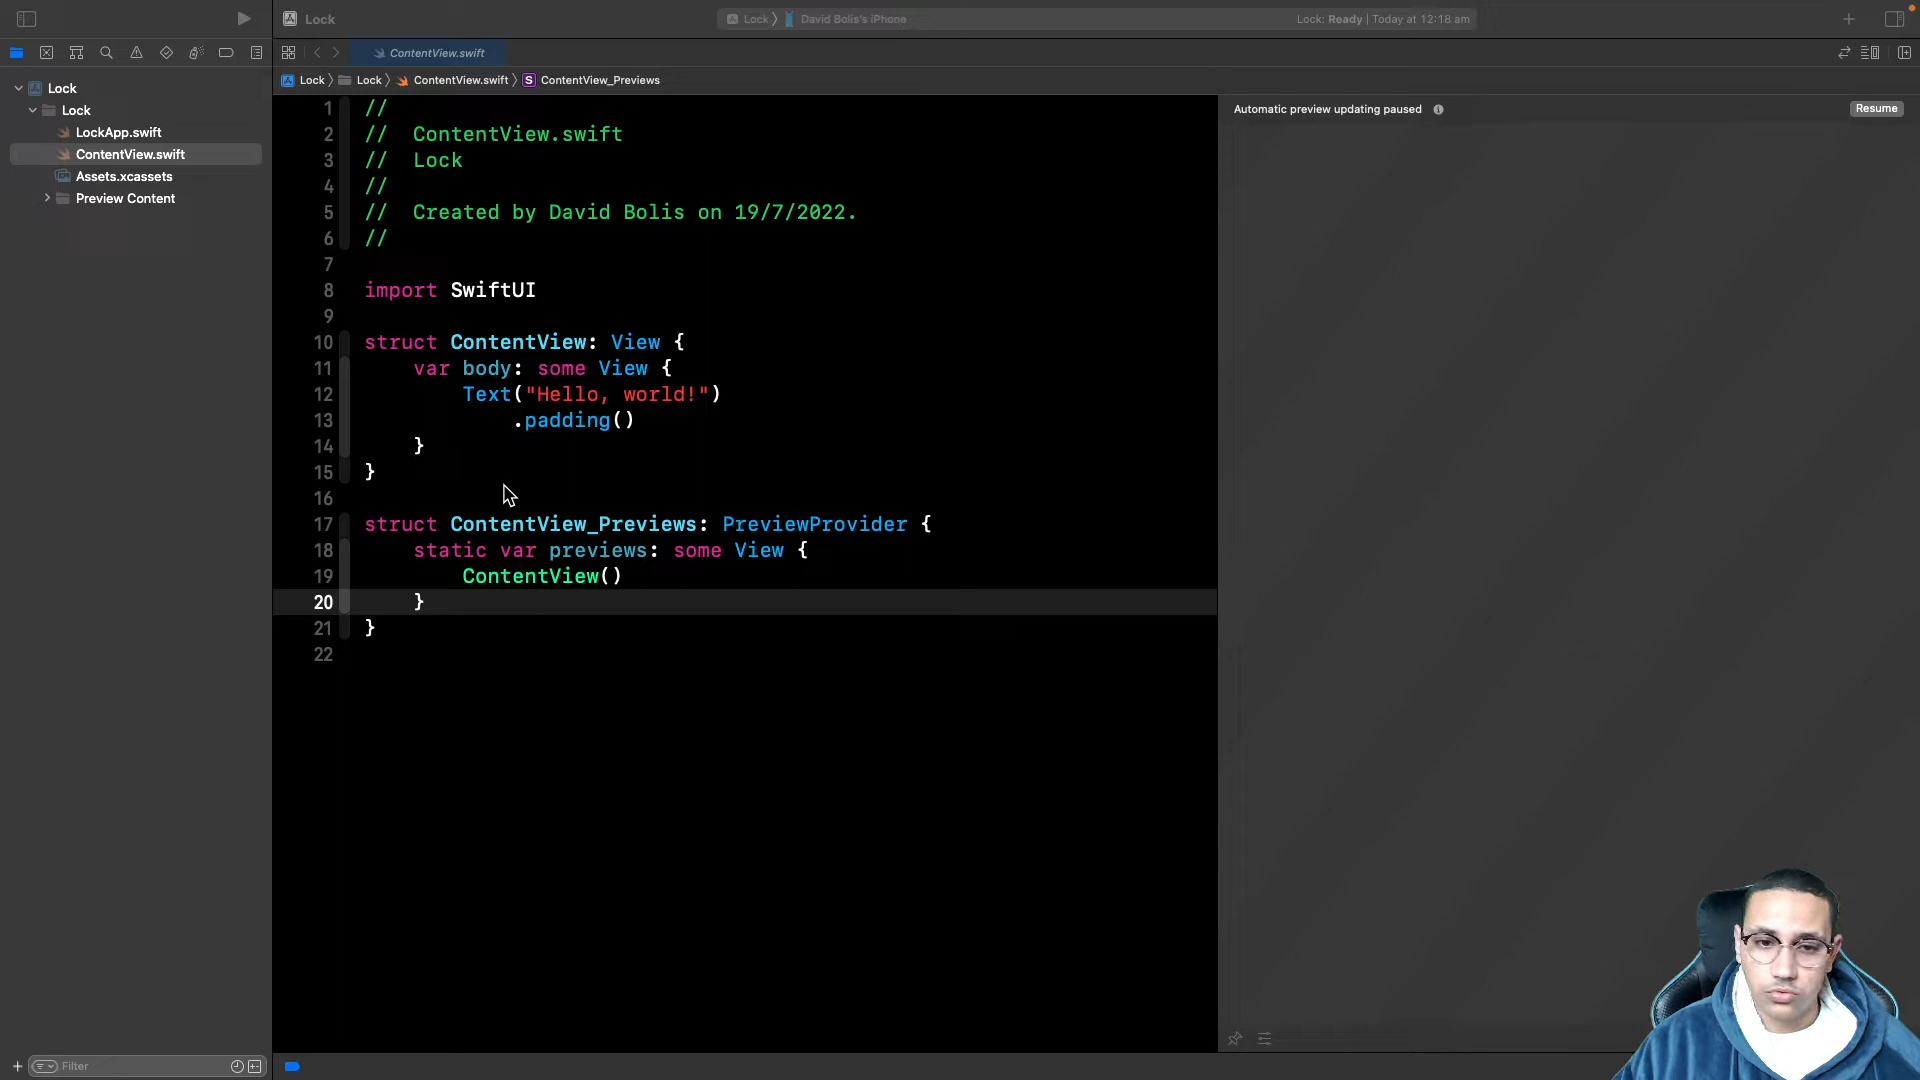 Lock
Lock
David Bolis's iPhone
Lock: Ready | Today at 12:18 am
ContentView.swift
Lock
Lock
ContentView.swift
S
ContentView_Previews
Lock
Lock
LockApp.swift
ContentView.swift
Assets.xcassets
Preview Content
1 //
2 //  ContentView.swift
3 //  Lock
4 //
5 //  Created by David Bolis on 19/7/2022.
6 //
7
8 import SwiftUI
9
10 struct ContentView: View {
11     var body: some View {
12         Text("Hello, world!")
13             .padding()
14     }
15 }
16
17 struct ContentView_Previews: PreviewProvider {
18     static var previews: some View {
19         ContentView()
20     }
21 }
22
Automatic preview updating paused
Resume
Filter